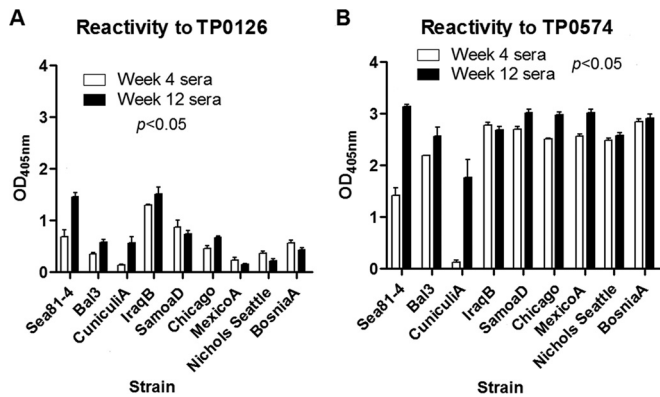 A
Reactivity to TP0126
Week 4 sera
Week 12 sera
p<0.05
OD405nm
4
3
2
1
0
Sea81-4
Bal3
CuniculiA
IraqB
SamoaD
Chicago
MexicoA
Nichols Seattle
BosniaA
Strain
B
Reactivity to TP0574
Week 4 sera
Week 12 sera
p<0.05
OD405nm
4
3
2
1
0
Sea81-4
Bal3
CuniculiA
IraqB
SamoaD
Chicago
MexicoA
Nichols Seattle
BosniaA
Strain